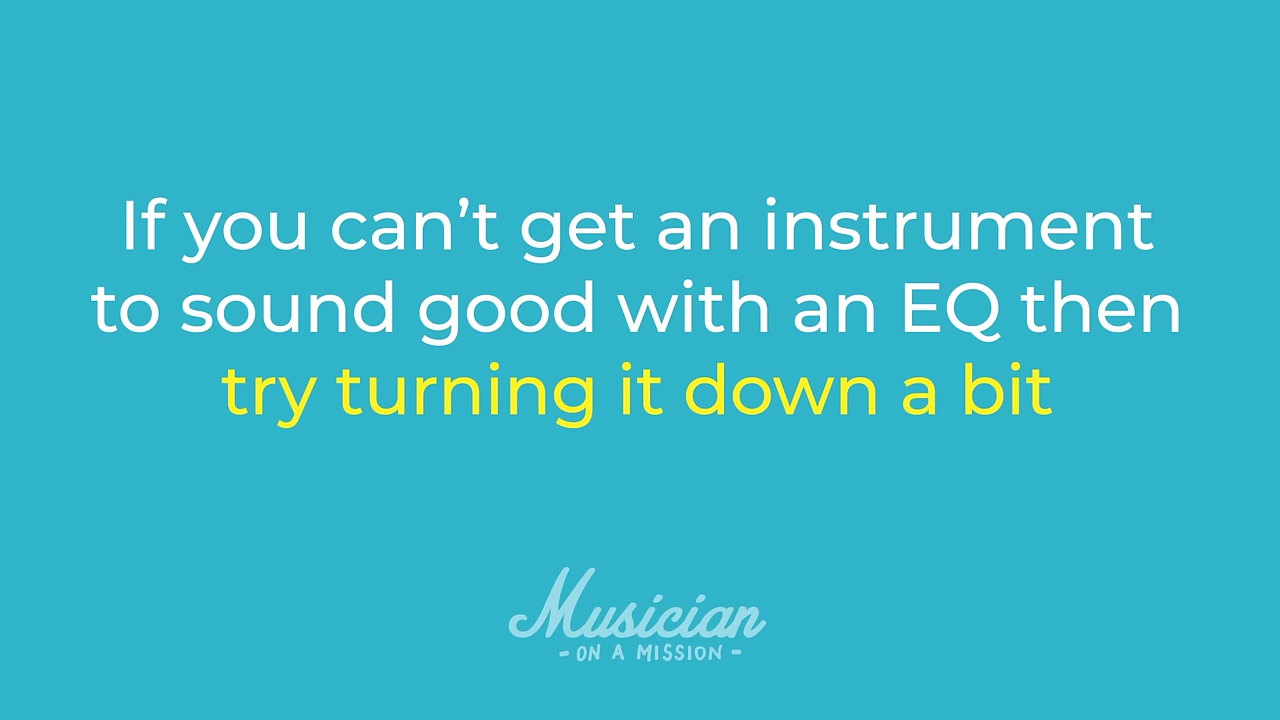 If you can’t get an instrument
to sound good with an EQ then
try turning it down a bit
Musician
- ON A MISSION -